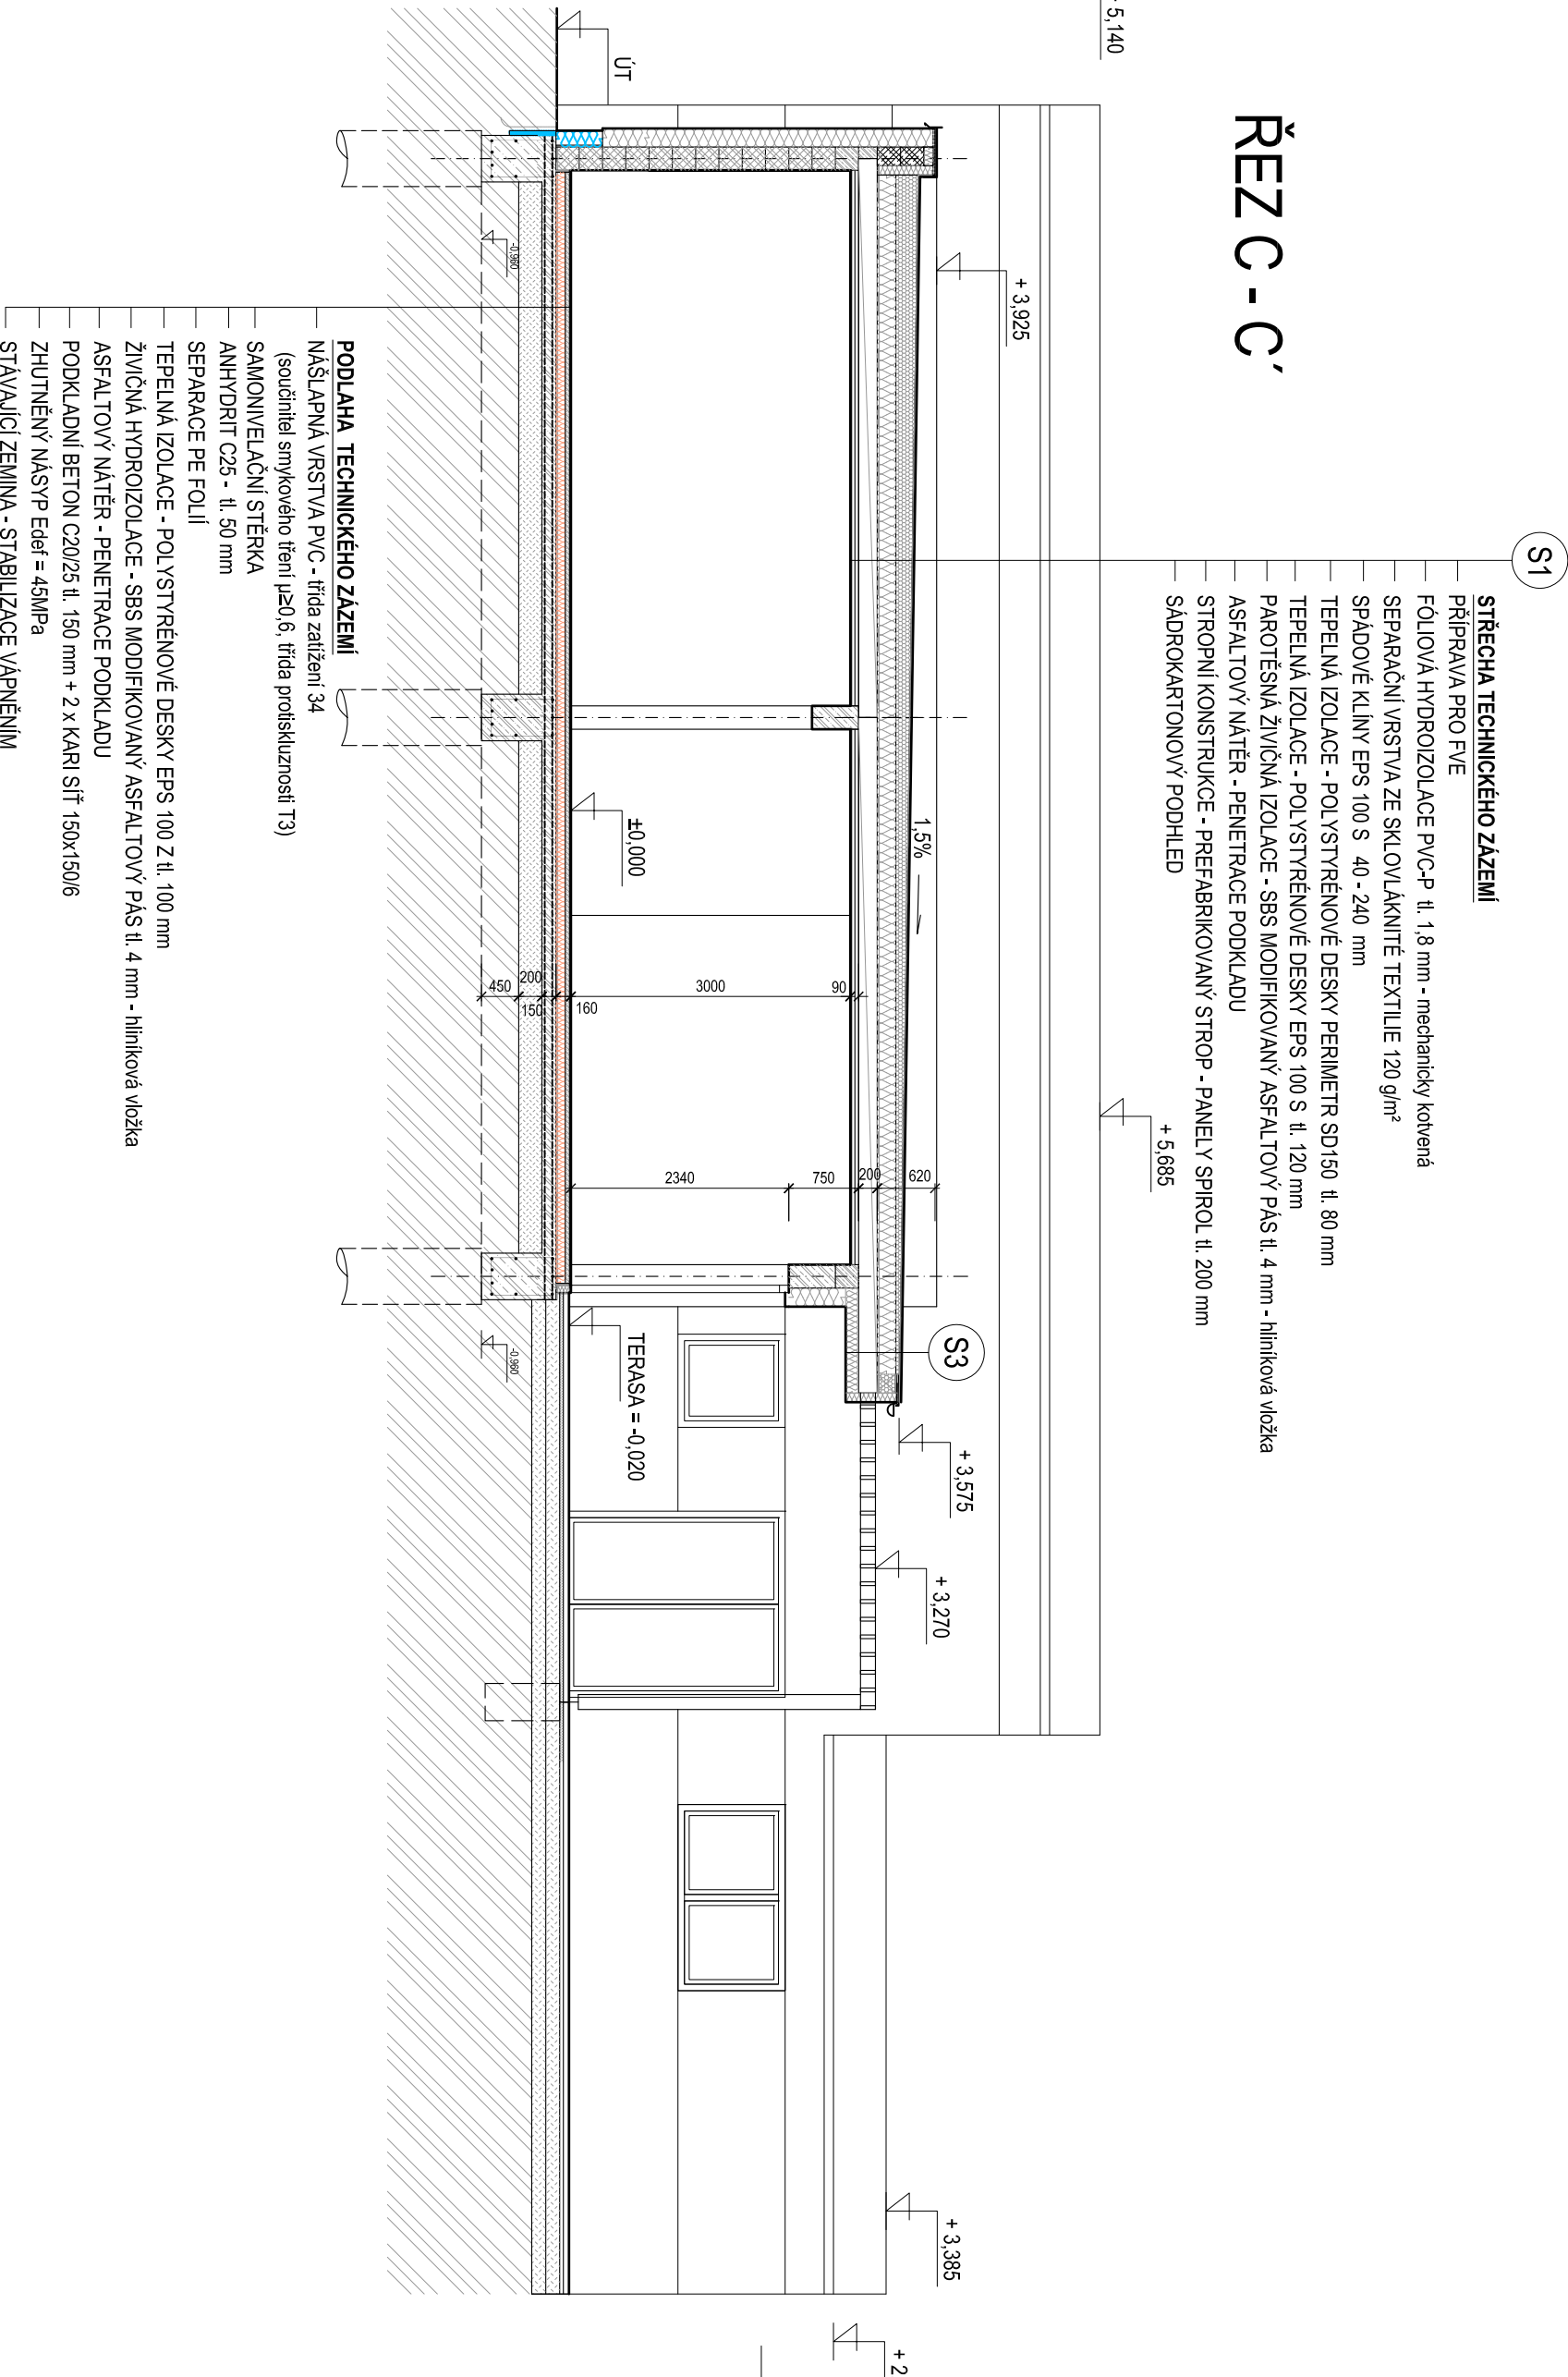 ŘEZ C - C´
S1
STŘECHA TECHNICKÉHO ZÁZEMÍ
PŘÍPRAVA PRO FVE
FÓLIOVÁ HYDROIZOLACE PVC-P tl. 1,8 mm - mechanicky kotvená
SEPARAČNÍ VRSTVA ZE SKLOVLÁKNITÉ TEXTILIE 120 g/m²
SPÁDOVÉ KLÍNY EPS 100 S 40 - 240 mm
TEPELNÁ IZOLACE - POLYSTYRÉNOVÉ DESKY PERIMETR SD150 tl. 80 mm
TEPELNÁ IZOLACE - POLYSTYRÉNOVÉ DESKY EPS 100 S tl. 120 mm
PAROTĚSNÁ ŽIVIČNÁ IZOLACE - SBS MODIFIKOVANÝ ASFALTOVÝ PÁS tl. 4 mm - hliníková vložka
ASFALTOVÝ NÁTĚR - PENETRACE PODKLADU
STROPNÍ KONSTRUKCE - PREFABRIKOVANÝ STROP - PANELY SPIROL tl. 200 mm
SÁDROKARTONOVÝ PODHLED
5,140
+ 5,685
+ 3,925
S3
+ 3,575
+ 3,270
+ 3,385
+ 2
1,5%
620
200
750
2340
90
3000
160
150
200
450
±0,000
TERASA = -0,020
ÚT
-0,960
-0,960
PODLAHA TECHNICKÉHO ZÁZEMÍ
NÁŠLAPNÁ VRSTVA PVC - třída zatížení 34
(součinitel smykového tření µ≥0,6, třída protiskluznosti T3)
SAMONIVELAČNÍ STĚRKA
ANHYDRIT C25 - tl. 50 mm
SEPARACE PE FOLIÍ
TEPELNÁ IZOLACE - POLYSTYRÉNOVÉ DESKY EPS 100 Z tl. 100 mm
ŽIVIČNÁ HYDROIZOLACE - SBS MODIFIKOVANÝ ASFALTOVÝ PÁS tl. 4 mm - hliníková vložka
ASFALTOVÝ NÁTĚR - PENETRACE PODKLADU
PODKLADNÍ BETON C20/25 tl. 150 mm + 2 x KARI SÍŤ 150x150/6
ZHUTNĚNÝ NÁSYP Edef = 45MPa
STÁVAJÍCÍ ZEMINA - STABILIZACE VÁPNĚNÍM